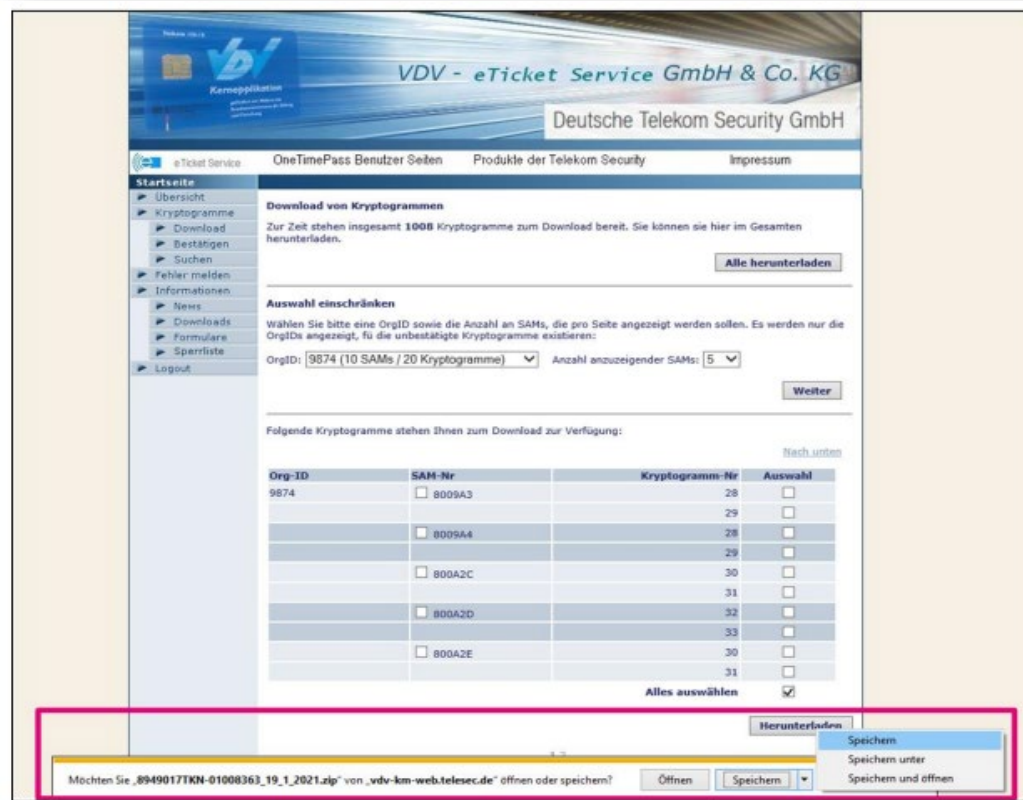 VDV
Kernapplikation
VDV - eTicket Service GmbH & Co. KG
Deutsche Telekom Security GmbH
eTicket Service
OneTimePass Benutzer Seiten
Produkte der Telekom Security
Impressum
Startseite
Übersicht
Kryptogramme
Download
Bestätigen
Suchen
Fehler melden
Informationen
News
Downloads
Formulare
Sperrliste
Logout
Download von Kryptogrammen
Zur Zeit stehen insgesamt 1008 Kryptogramme zum Download bereit. Sie können sie hier im Gesamten
herunterladen.
Alle herunterladen
Auswahl einschränken
Wählen Sie bitte eine OrgID sowie die Anzahl an SAMs, die pro Seite angezeigt werden sollen. Es werden nur die
OrgIDs angezeigt, fü die unbestätigte Kryptogramme existieren:
OrgID: 9874 (10 SAMs / 20 Kryptogramme) Anzahl anzuzeigender SAMs: 5
Weiter
Folgende Kryptogramme stehen Ihnen zum Download zur Verfügung:
Nach unten
Org-ID SAM-Nr Kryptogramm-Nr Auswahl
9874 8009A3 28
29
8009A4 28
29
800A2C 30
31
800A2D 32
33
800A2E 30
31
Alles auswählen
Herunterladen
Speichern
Speichern unter
Speichern und öffnen
Möchten Sie „8949017TKN-01008363_19_1_2021.zip" von „vdv-km-web.telesec.de" öffnen oder speichern?
Öffnen
Speichern